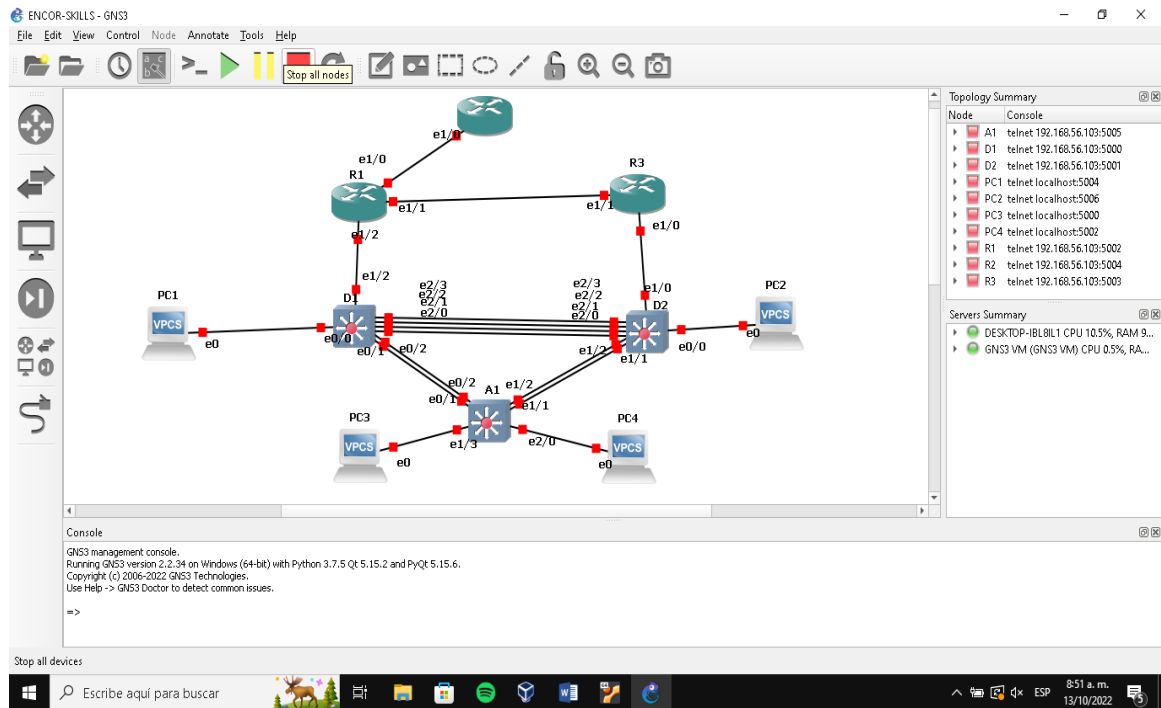 ENCOR-SKILLS - GNS3
File Edit View Control Node Annotate Tools Help
Stop all nodes
e1/0
e1/0
R1
e1/1
e1/2
R3
e1/1
e1/0
e1/2
D1
e2/3
e2/2
e2/1
e2/0
e2/3
e2/2
e2/1
e2/0
e1/0
D2
PC1
VPCS
e0
e0/0
e0/1
e0/2
PC2
VPCS
e0
e0/0
e1/2
e1/1
e0/2
e0/1
A1
e1/2
e1/1
e1/3
e2/0
PC3
VPCS
e0
PC4
VPCS
e0
Topology Summary
Node Console
A1 telnet 192.168.56.103:5005
D1 telnet 192.168.56.103:5000
D2 telnet 192.168.56.103:5001
PC1 telnet localhost:5004
PC2 telnet localhost:5006
PC3 telnet localhost:5000
PC4 telnet localhost:5002
R1 telnet 192.168.56.103:5002
R2 telnet 192.168.56.103:5004
R3 telnet 192.168.56.103:5003
Servers Summary
DESKTOP-IBL8IL1 CPU 10.5%, RAM 9...
GNS3 VM (GNS3 VM) CPU 0.5%, RA...
Console
GNS3 management console.
Running GNS3 version 2.2.34 on Windows (64-bit) with Python 3.7.5 Qt 5.15.2 and PyQt 5.15.6.
Copyright (c) 2006-2022 GNS3 Technologies.
Use Help -> GNS3 Doctor to detect common issues.
=>
Stop all devices
Escribe aquí para buscar
ESP
8:51 a. m.
13/10/2022
5